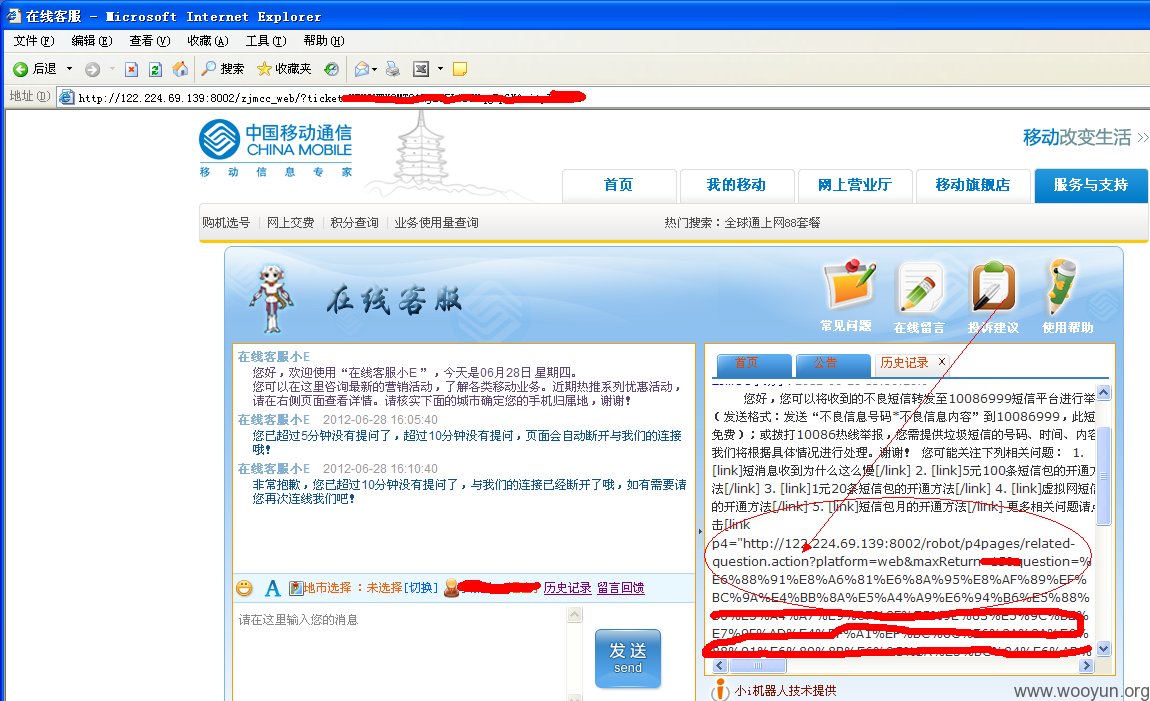 在线客服 - Microsoft Internet Explorer
文件(F) 编辑(E) 查看(V) 收藏(A) 工具(T) 帮助(H)
后退 搜索 收藏夹
地址(D) http://122.224.69.139:8002/zjmcc_web/?ticket
中国移动通信
CHINA MOBILE
移动信息专家
移动改变生活 >>
首页 我的移动 网上营业厅 移动旗舰店 服务与支持
购机选号 网上交费 积分查询 业务使用量查询 热门搜索：全球通上网88套餐
在线客服
常见问题 在线留言 投诉建议 使用帮助
在线客服小E
您好，欢迎使用“在线客服小E ”，今天是06月28日 星期四。
您可以在这里咨询最新的营销活动，了解各类移动业务。近期热推系列优惠活动，
请在右侧页面查看详情。请核实下面的城市确定您的手机归属地，谢谢！
在线客服小E 2012-06-28 16:05:40
您已超过5分钟没有提问了，超过10分钟没有提问，页面会自动断开与我们的连接
哦！
在线客服小E 2012-06-28 16:10:40
非常抱歉，您已超过10分钟没有提问了，与我们的连接已经断开了哦，如有需要请
您再次连线我们吧！
A 地市选择：未选择[切换] 历史记录 留言回馈
请在这里输入您的消息
发送
send
首页 公告 历史记录 x
您好，您可以将收到的不良短信转发至10086999短信平台进行举
（发送格式：发送“不良信息号码*不良信息内容”到10086999，此短
免费）；或拨打10086热线举报，您需提供垃圾短信的号码、时间、内容
我们将根据具体情况进行处理。谢谢！ 您可能关注下列相关问题： 1.
[link]短消息收到为什么这么慢[/link] 2. [link]5元100条短信包的开通方
法[/link] 3. [link]1元20条短信包的开通方法[/link] 4. [link]虚拟网短信
的开通方法[/link] 5. [link]短信包月的开通方法[/link] 更多相关问题请点
击[link
p4="http://122.224.69.139:8002/robot/p4pages/related-
question.action?platform=web&maxReturn question=%
E6%88%91%E8%A6%81%E6%8A%95%E8%AF%89%EF%
BC%9A%E4%BB%8A%E5%A4%A9%E6%94%B6%E5%88%
小i机器人技术提供
www.wooyun.org